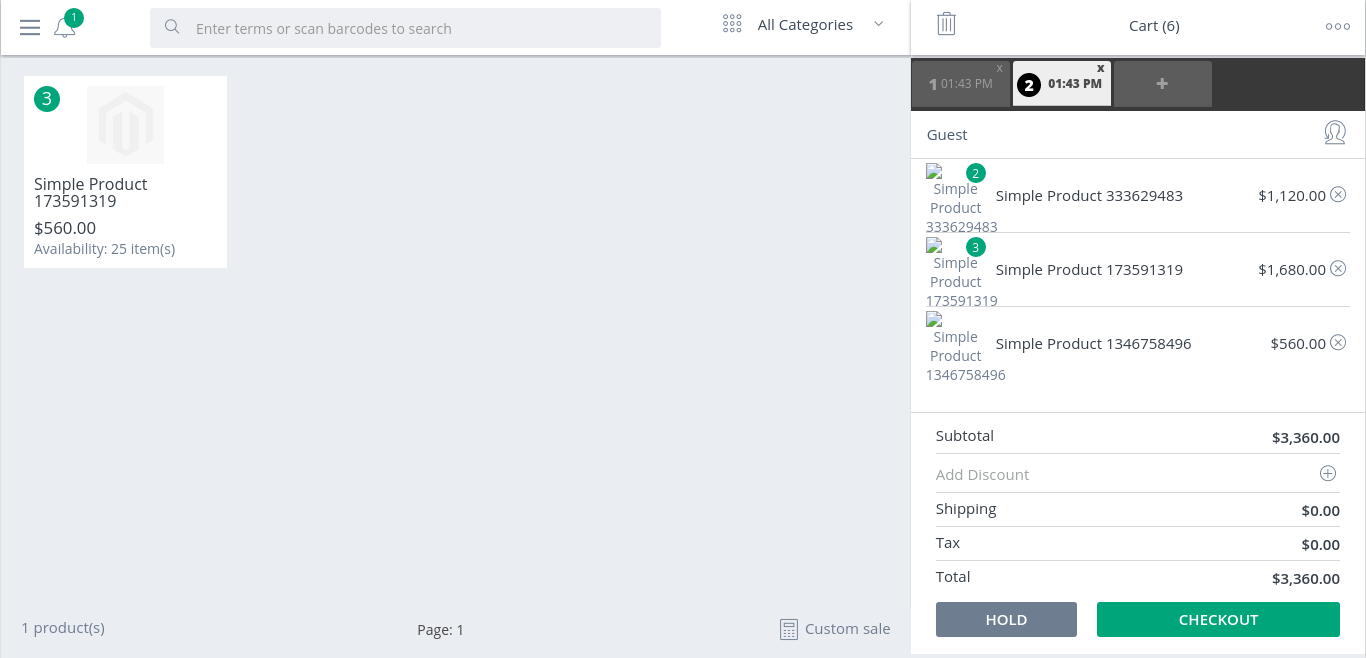 1
Enter terms or scan barcodes to search
All Categories
Cart (6)
1 01:43 PM x
2 01:43 PM x
+
Guest
3
Simple Product
173591319
$560.00
Availability: 25 item(s)
2
Simple
Product
333629483
Simple Product 333629483
$1,120.00
3
Simple
Product
173591319
Simple Product 173591319
$1,680.00
Simple
Product
1346758496
Simple Product 1346758496
$560.00
Subtotal $3,360.00
Add Discount
Shipping $0.00
Tax $0.00
Total $3,360.00
HOLD
CHECKOUT
1 product(s)
Page: 1
Custom sale